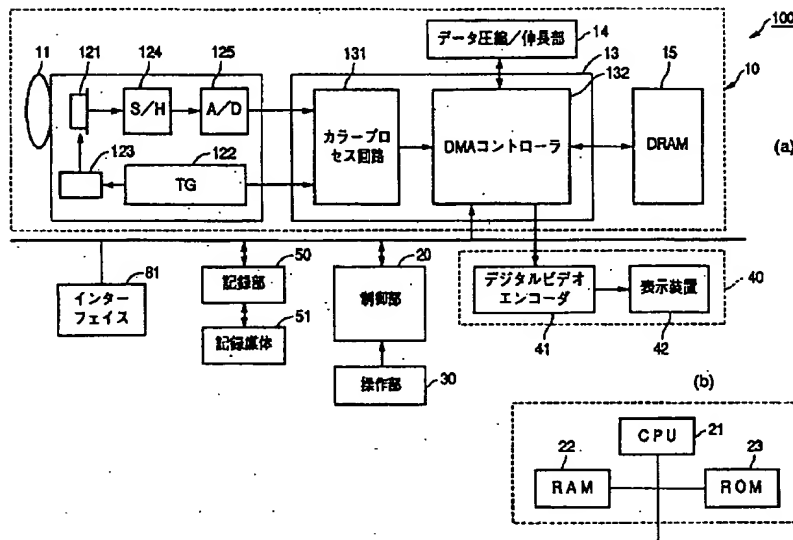 100
データ圧縮/伸長部
14
11
121
124
125
131
13
132
15
10
S/H
A/D
カラープロ
セス回路
DMAコントローラ
DRAM
(a)
123
122
TG
81
インター
フェイス
50
記録部
51
記録媒体
20
制御部
操作部
30
デジタルビデオ
エンコーダ
41
表示装置
42
40
(b)
CPU
21
22
RAM
23
ROM